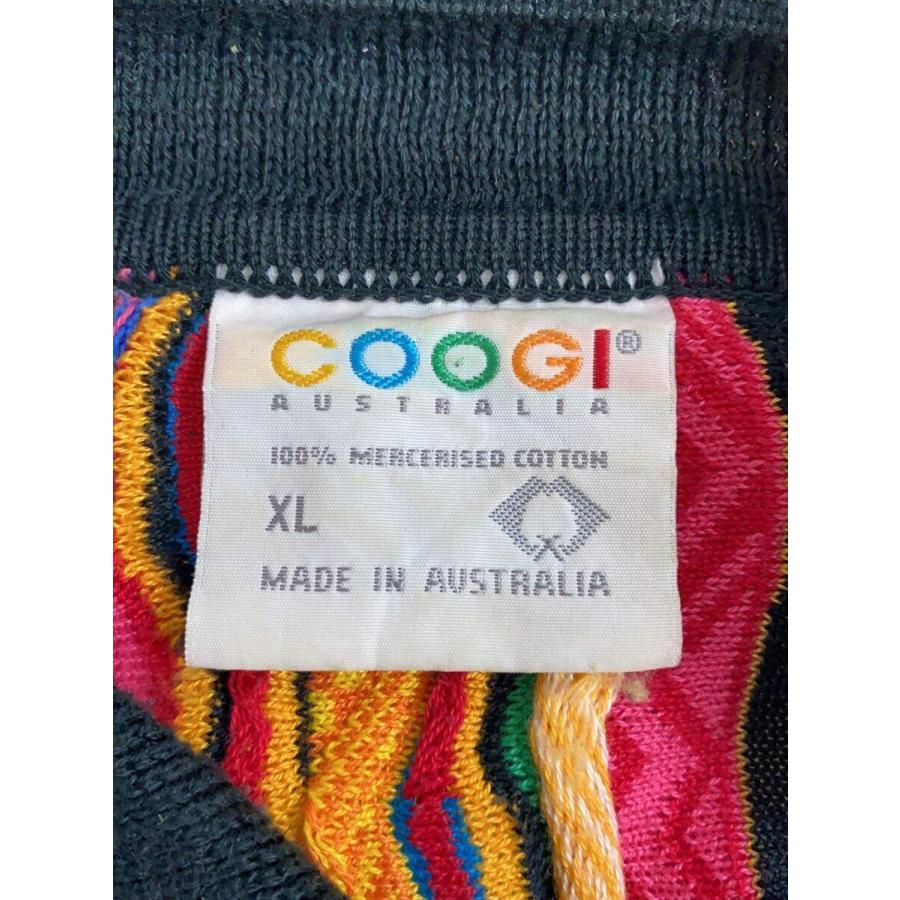 COOGI®
AUSTRALIA
100% MERCERISED COTTON
XL
MADE IN AUSTRALIA